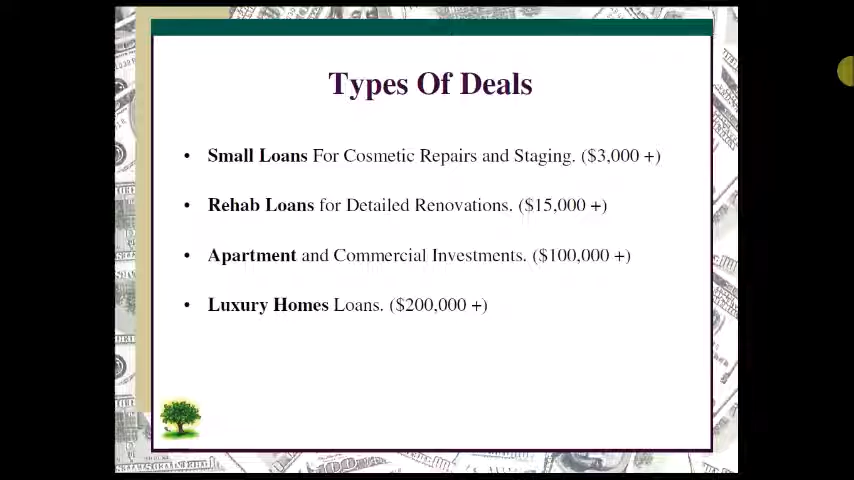 Types Of Deals
• Small Loans For Cosmetic Repairs and Staging. ($3,000 +)
• Rehab Loans for Detailed Renovations. ($15,000 +)
• Apartment and Commercial Investments. ($100,000 +)
• Luxury Homes Loans. ($200,000 +)